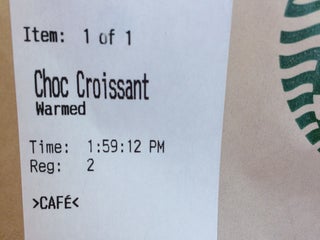 Item: 1 of 1
Choc Croissant
Warmed
Time: 1:59:12 PM
Reg: 2
>CAFÉ<